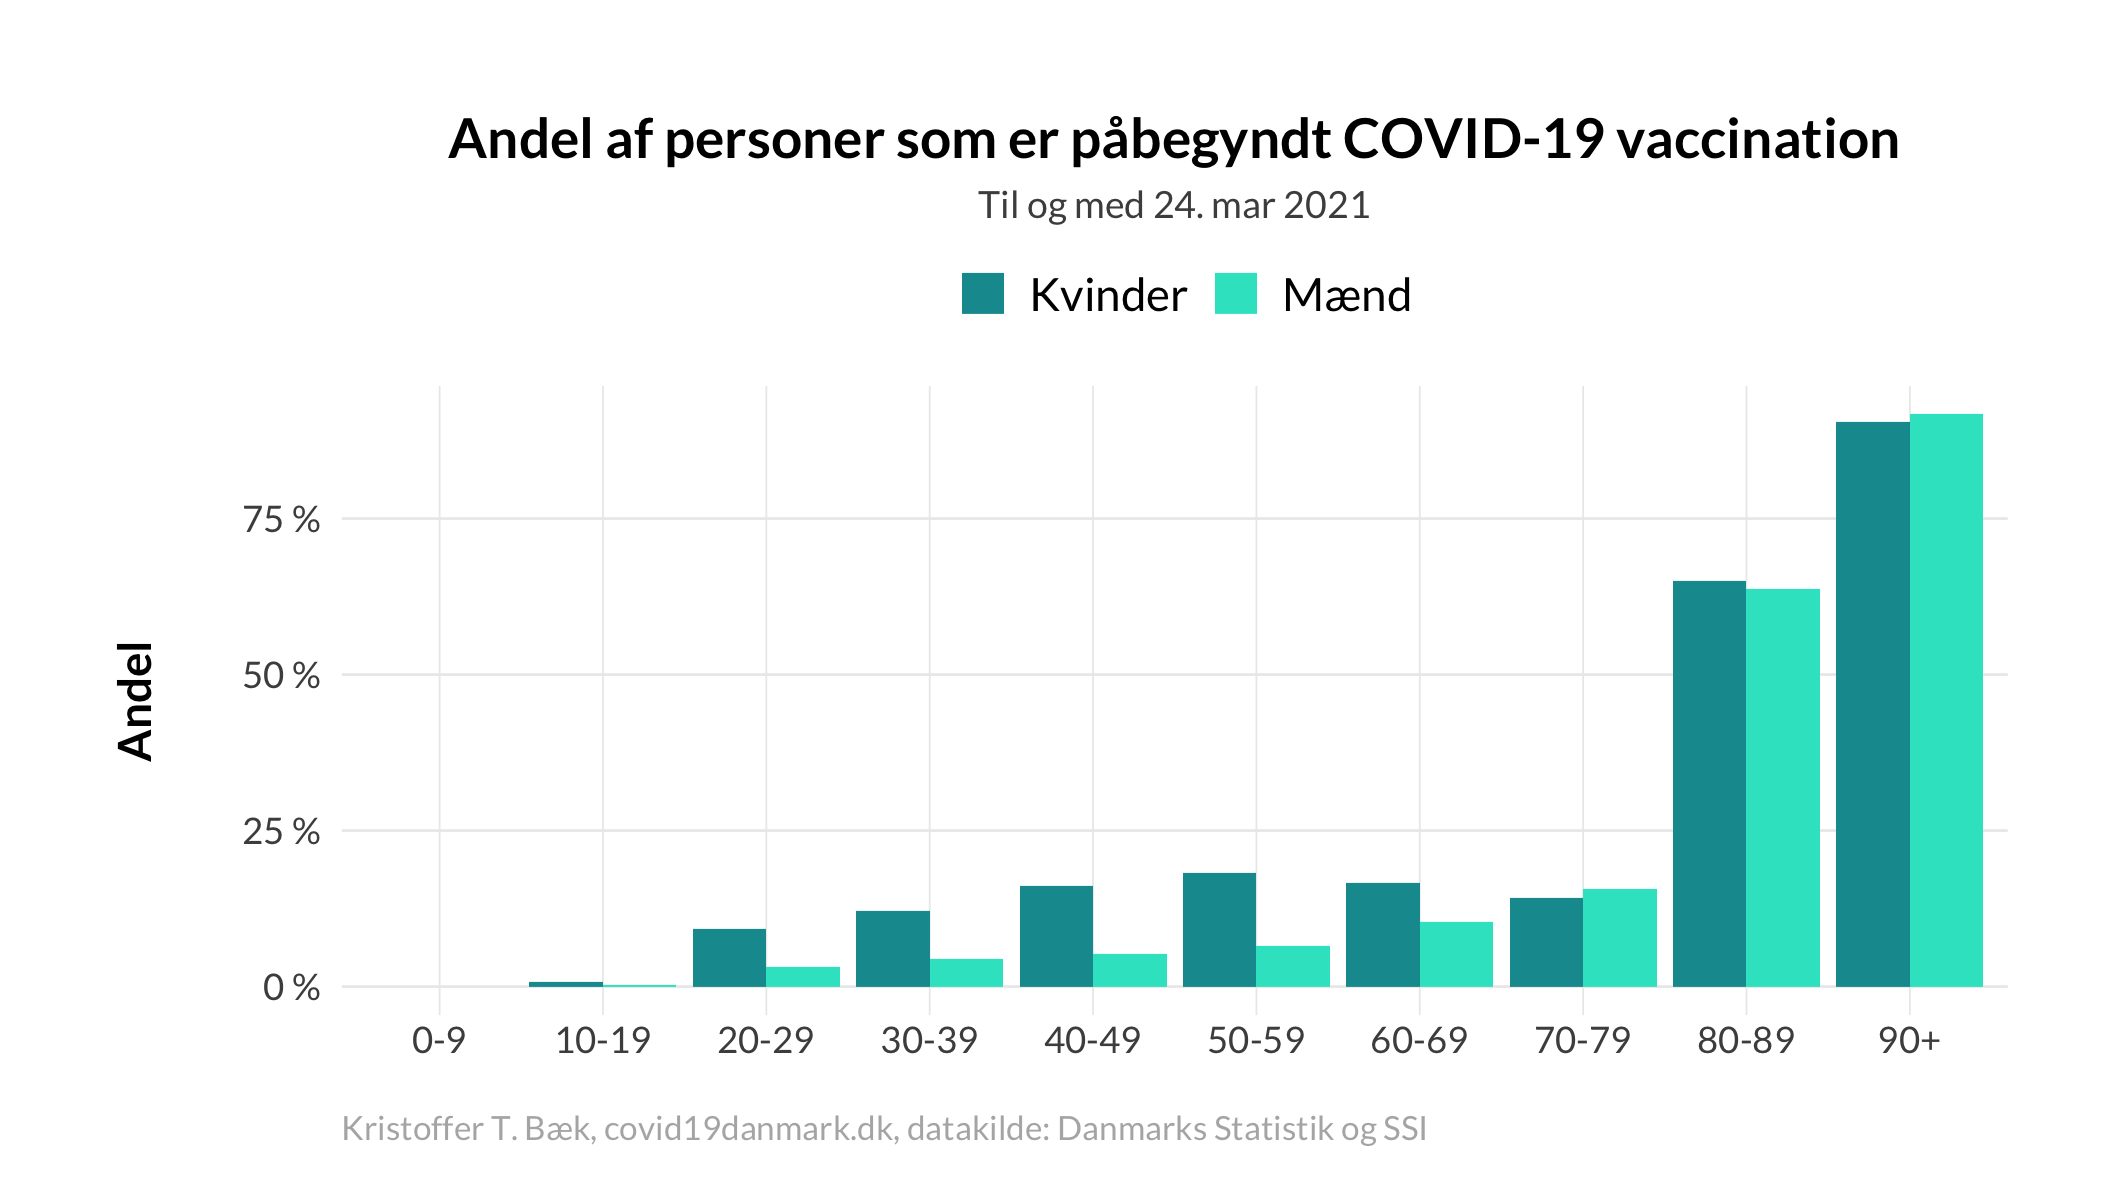 Andel af personer som er påbegyndt COVID-19 vaccination
Til og med 24. mar 2021
Kvinder Mænd
Andel
75 %
50 %
25 %
0 %
0-9 10-19 20-29 30-39 40-49 50-59 60-69 70-79 80-89 90+
Kristoffer T. Bæk, covid19danmark.dk, datakilde: Danmarks Statistik og SSI